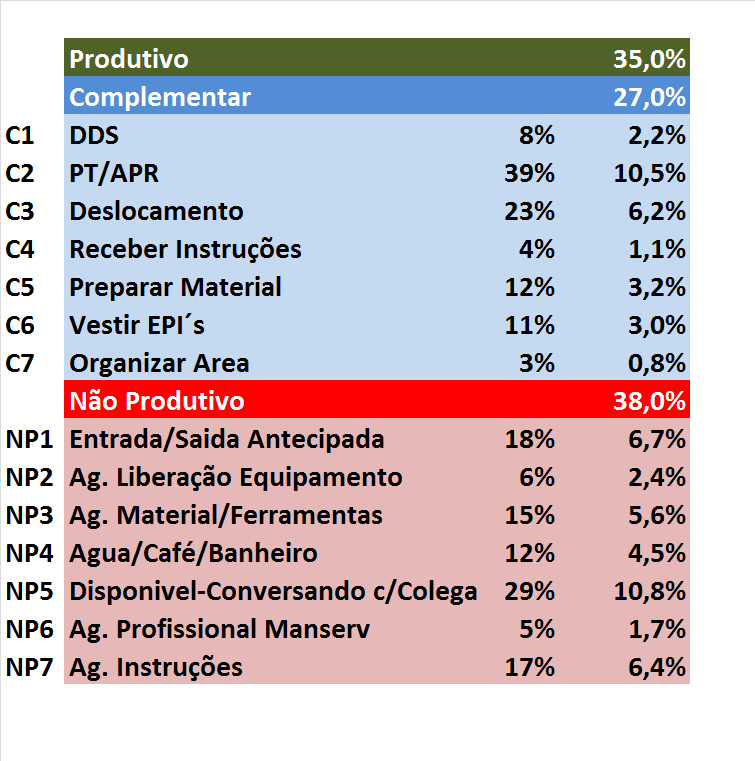 Produtivo 35,0%
Complementar 27,0%
C1 DDS 8% 2,2%
C2 PT/APR 39% 10,5%
C3 Deslocamento 23% 6,2%
C4 Receber Instruções 4% 1,1%
C5 Preparar Material 12% 3,2%
C6 Vestir EPI´s 11% 3,0%
C7 Organizar Area 3% 0,8%
Não Produtivo 38,0%
NP1 Entrada/Saida Antecipada 18% 6,7%
NP2 Ag. Liberação Equipamento 6% 2,4%
NP3 Ag. Material/Ferramentas 15% 5,6%
NP4 Agua/Café/Banheiro 12% 4,5%
NP5 Disponivel-Conversando c/Colega 29% 10,8%
NP6 Ag. Profissional Manserv 5% 1,7%
NP7 Ag. Instruções 17% 6,4%